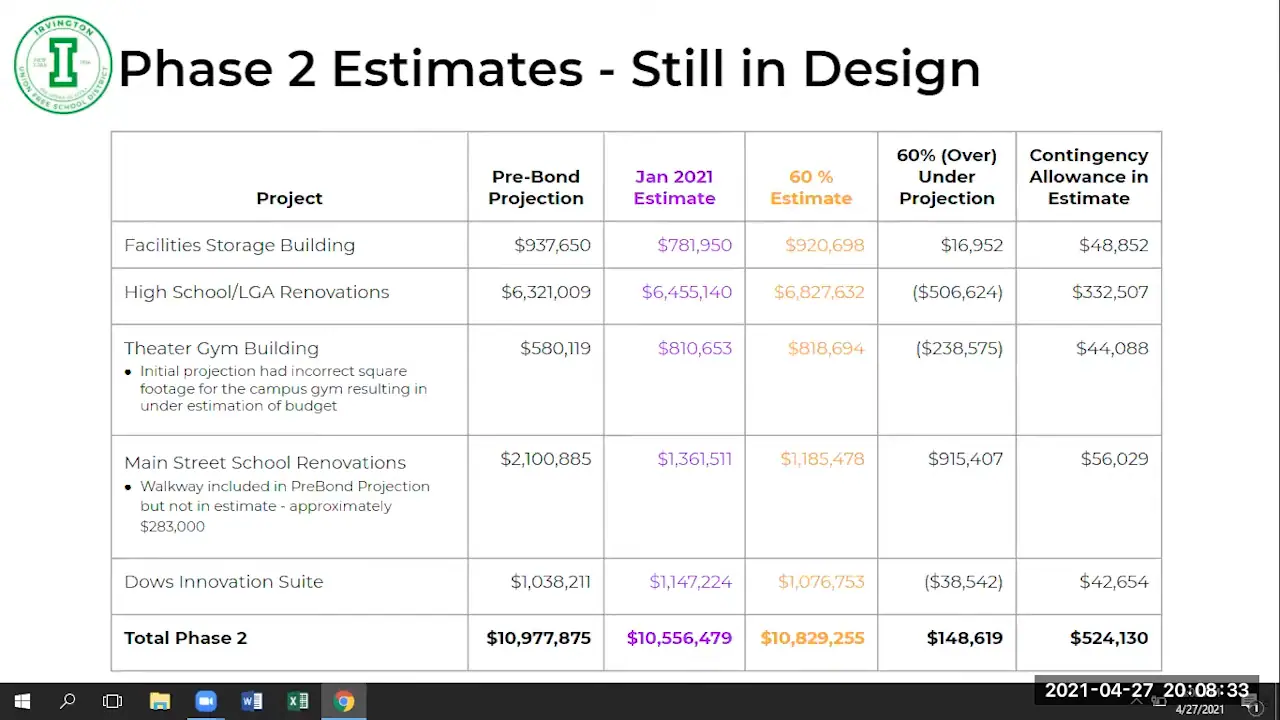 IRVINGTON
I
UNION FREE SCHOOL DISTRICT
Phase 2 Estimates - Still in Design
Project
Pre-Bond
Projection
Jan 2021
Estimate
60 %
Estimate
60% (Over)
Under
Projection
Contingency
Allowance in
Estimate
Facilities Storage Building $937,650 $781,950 $920,698 $16,952 $48,852
High School/LGA Renovations $6,321,009 $6,455,140 $6,827,632 ($506,624) $332,507
Theater Gym Building $580,119 $810,653 $818,694 ($238,575) $44,088
● Initial projection had incorrect square
footage for the campus gym resulting in
under estimation of budget
Main Street School Renovations $2,100,885 $1,361,511 $1,185,478 $915,407 $56,029
● Walkway included in PreBond Projection
but not in estimate - approximately
$283,000
Dows Innovation Suite $1,038,211 $1,147,224 $1,076,753 ($38,542) $42,654
Total Phase 2 $10,977,875 $10,556,479 $10,829,255 $148,619 $524,130
2021-04-27 20:08:33
4/27/2021